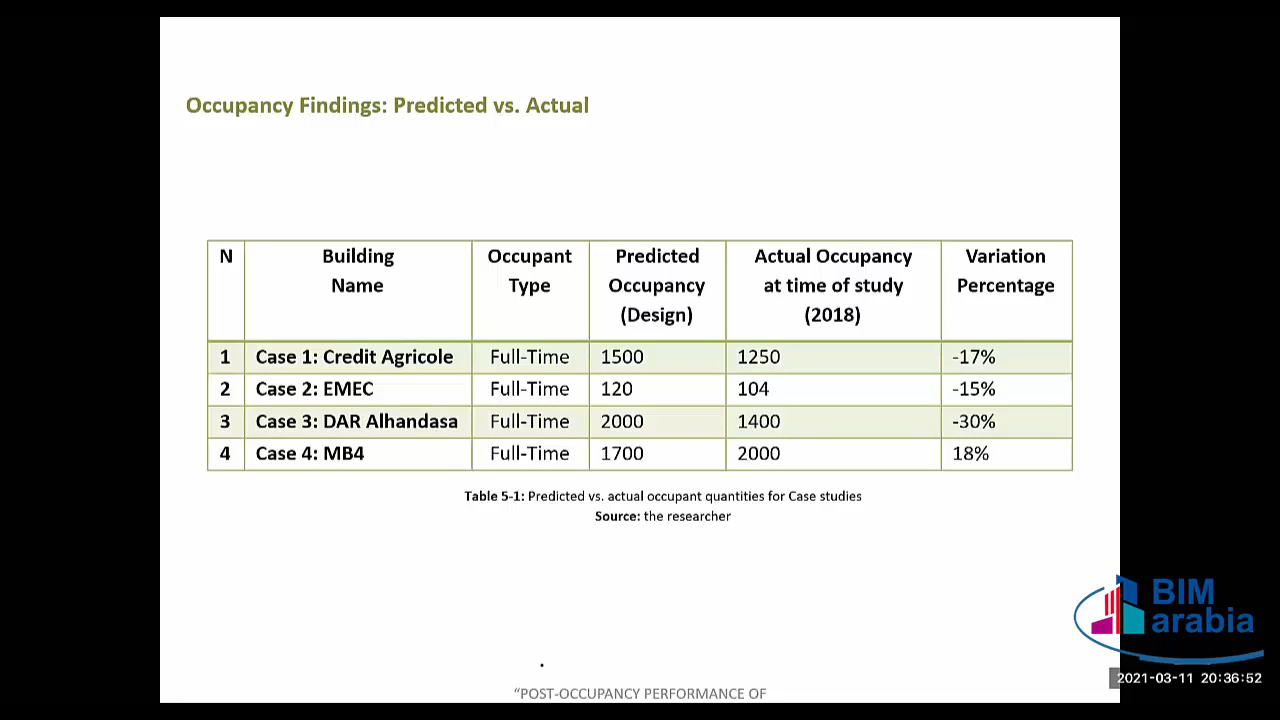 Occupancy Findings: Predicted vs. Actual
N Building Name Occupant Type Predicted Occupancy (Design) Actual Occupancy at time of study (2018) Variation Percentage
1 Case 1: Credit Agricole Full-Time 1500 1250 -17%
2 Case 2: EMEC Full-Time 120 104 -15%
3 Case 3: DAR Alhandasa Full-Time 2000 1400 -30%
4 Case 4: MB4 Full-Time 1700 2000 18%
Table 5-1: Predicted vs. actual occupant quantities for Case studies
Source: the researcher
BIM
arabia
2021-03-11 20:36:52
“POST-OCCUPANCY PERFORMANCE OF